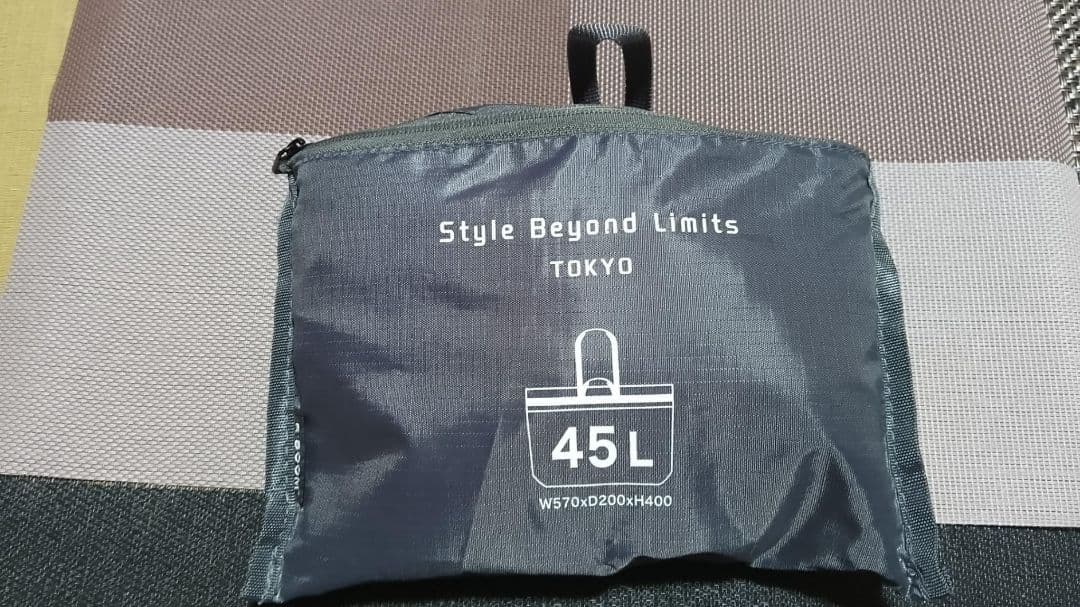 Style Beyond Limits
TOKYO
45L
W570xD200xH400